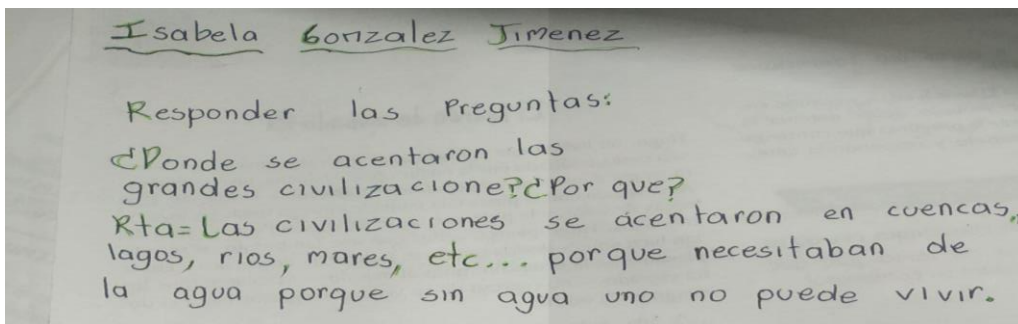 Isabela Gonzalez Jimenez
Responder las Preguntas:
¿Donde se acentaron las
grandes civilizacione?¿Por que?
Rta= Las civilizaciones se acentaron en cuencas,
lagos, rios, mares, etc... porque necesitaban de
la agua porque sin agua uno no puede vivir.